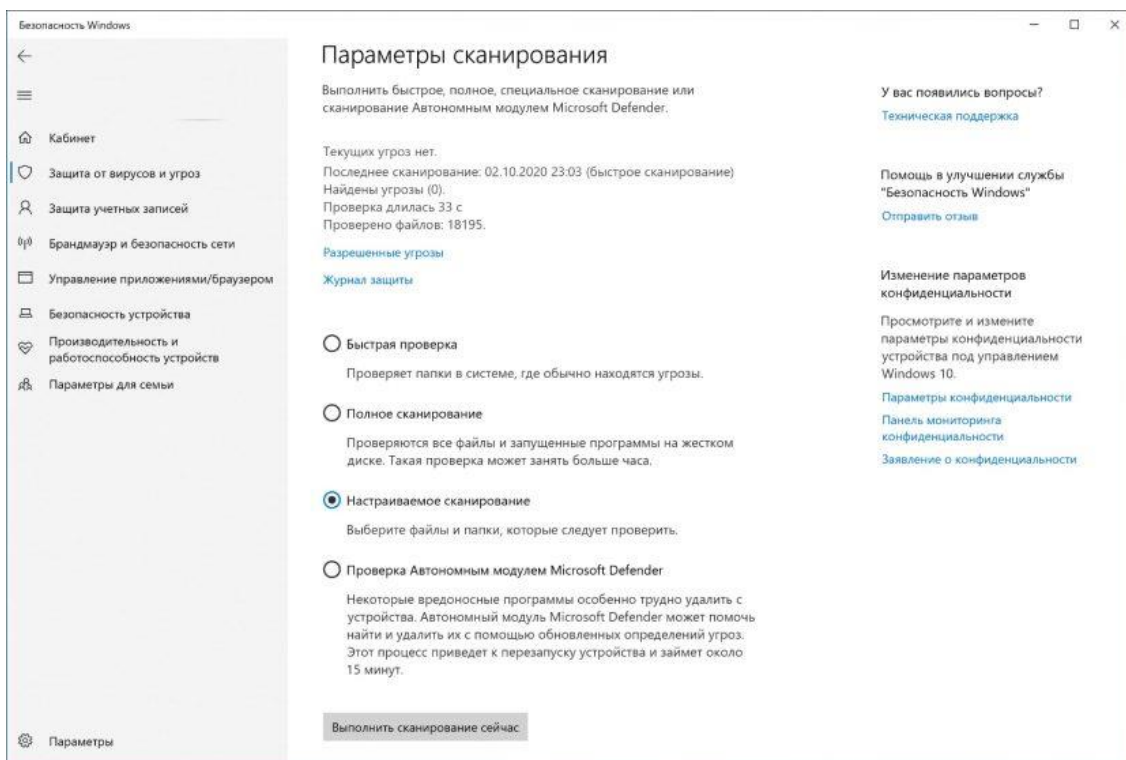 Безопасность Windows
Кабинет
Защита от вирусов и угроз
Защита учетных записей
Брандмауэр и безопасность сети
Управление приложениями/браузером
Безопасность устройства
Производительность и
работоспособность устройств
Параметры для семьи
Параметры
Параметры сканирования
Выполнить быстрое, полное, специальное сканирование или
сканирование Автономным модулем Microsoft Defender.
Текущих угроз нет.
Последнее сканирование: 02.10.2020 23:03 (быстрое сканирование)
Найдены угрозы (0).
Проверка длилась 33 с
Проверено файлов: 18195.
Разрешенные угрозы
Журнал защиты
Быстрая проверка
Проверяет папки в системе, где обычно находятся угрозы.
Полное сканирование
Проверяются все файлы и запущенные программы на жестком
диске. Такая проверка может занять больше часа.
Настраиваемое сканирование
Выберите файлы и папки, которые следует проверить.
Проверка Автономным модулем Microsoft Defender
Некоторые вредоносные программы особенно трудно удалить с
устройства. Автономный модуль Microsoft Defender может помочь
найти и удалить их с помощью обновленных определений угроз.
Этот процесс приведет к перезапуску устройства и займет около
15 минут.
Выполнить сканирование сейчас
У вас появились вопросы?
Техническая поддержка
Помощь в улучшении службы
"Безопасность Windows"
Отправить отзыв
Изменение параметров
конфиденциальности
Просмотрите и измените
параметры конфиденциальности
устройства под управлением
Windows 10.
Параметры конфиденциальности
Панель мониторинга
конфиденциальности
Заявление о конфиденциальности